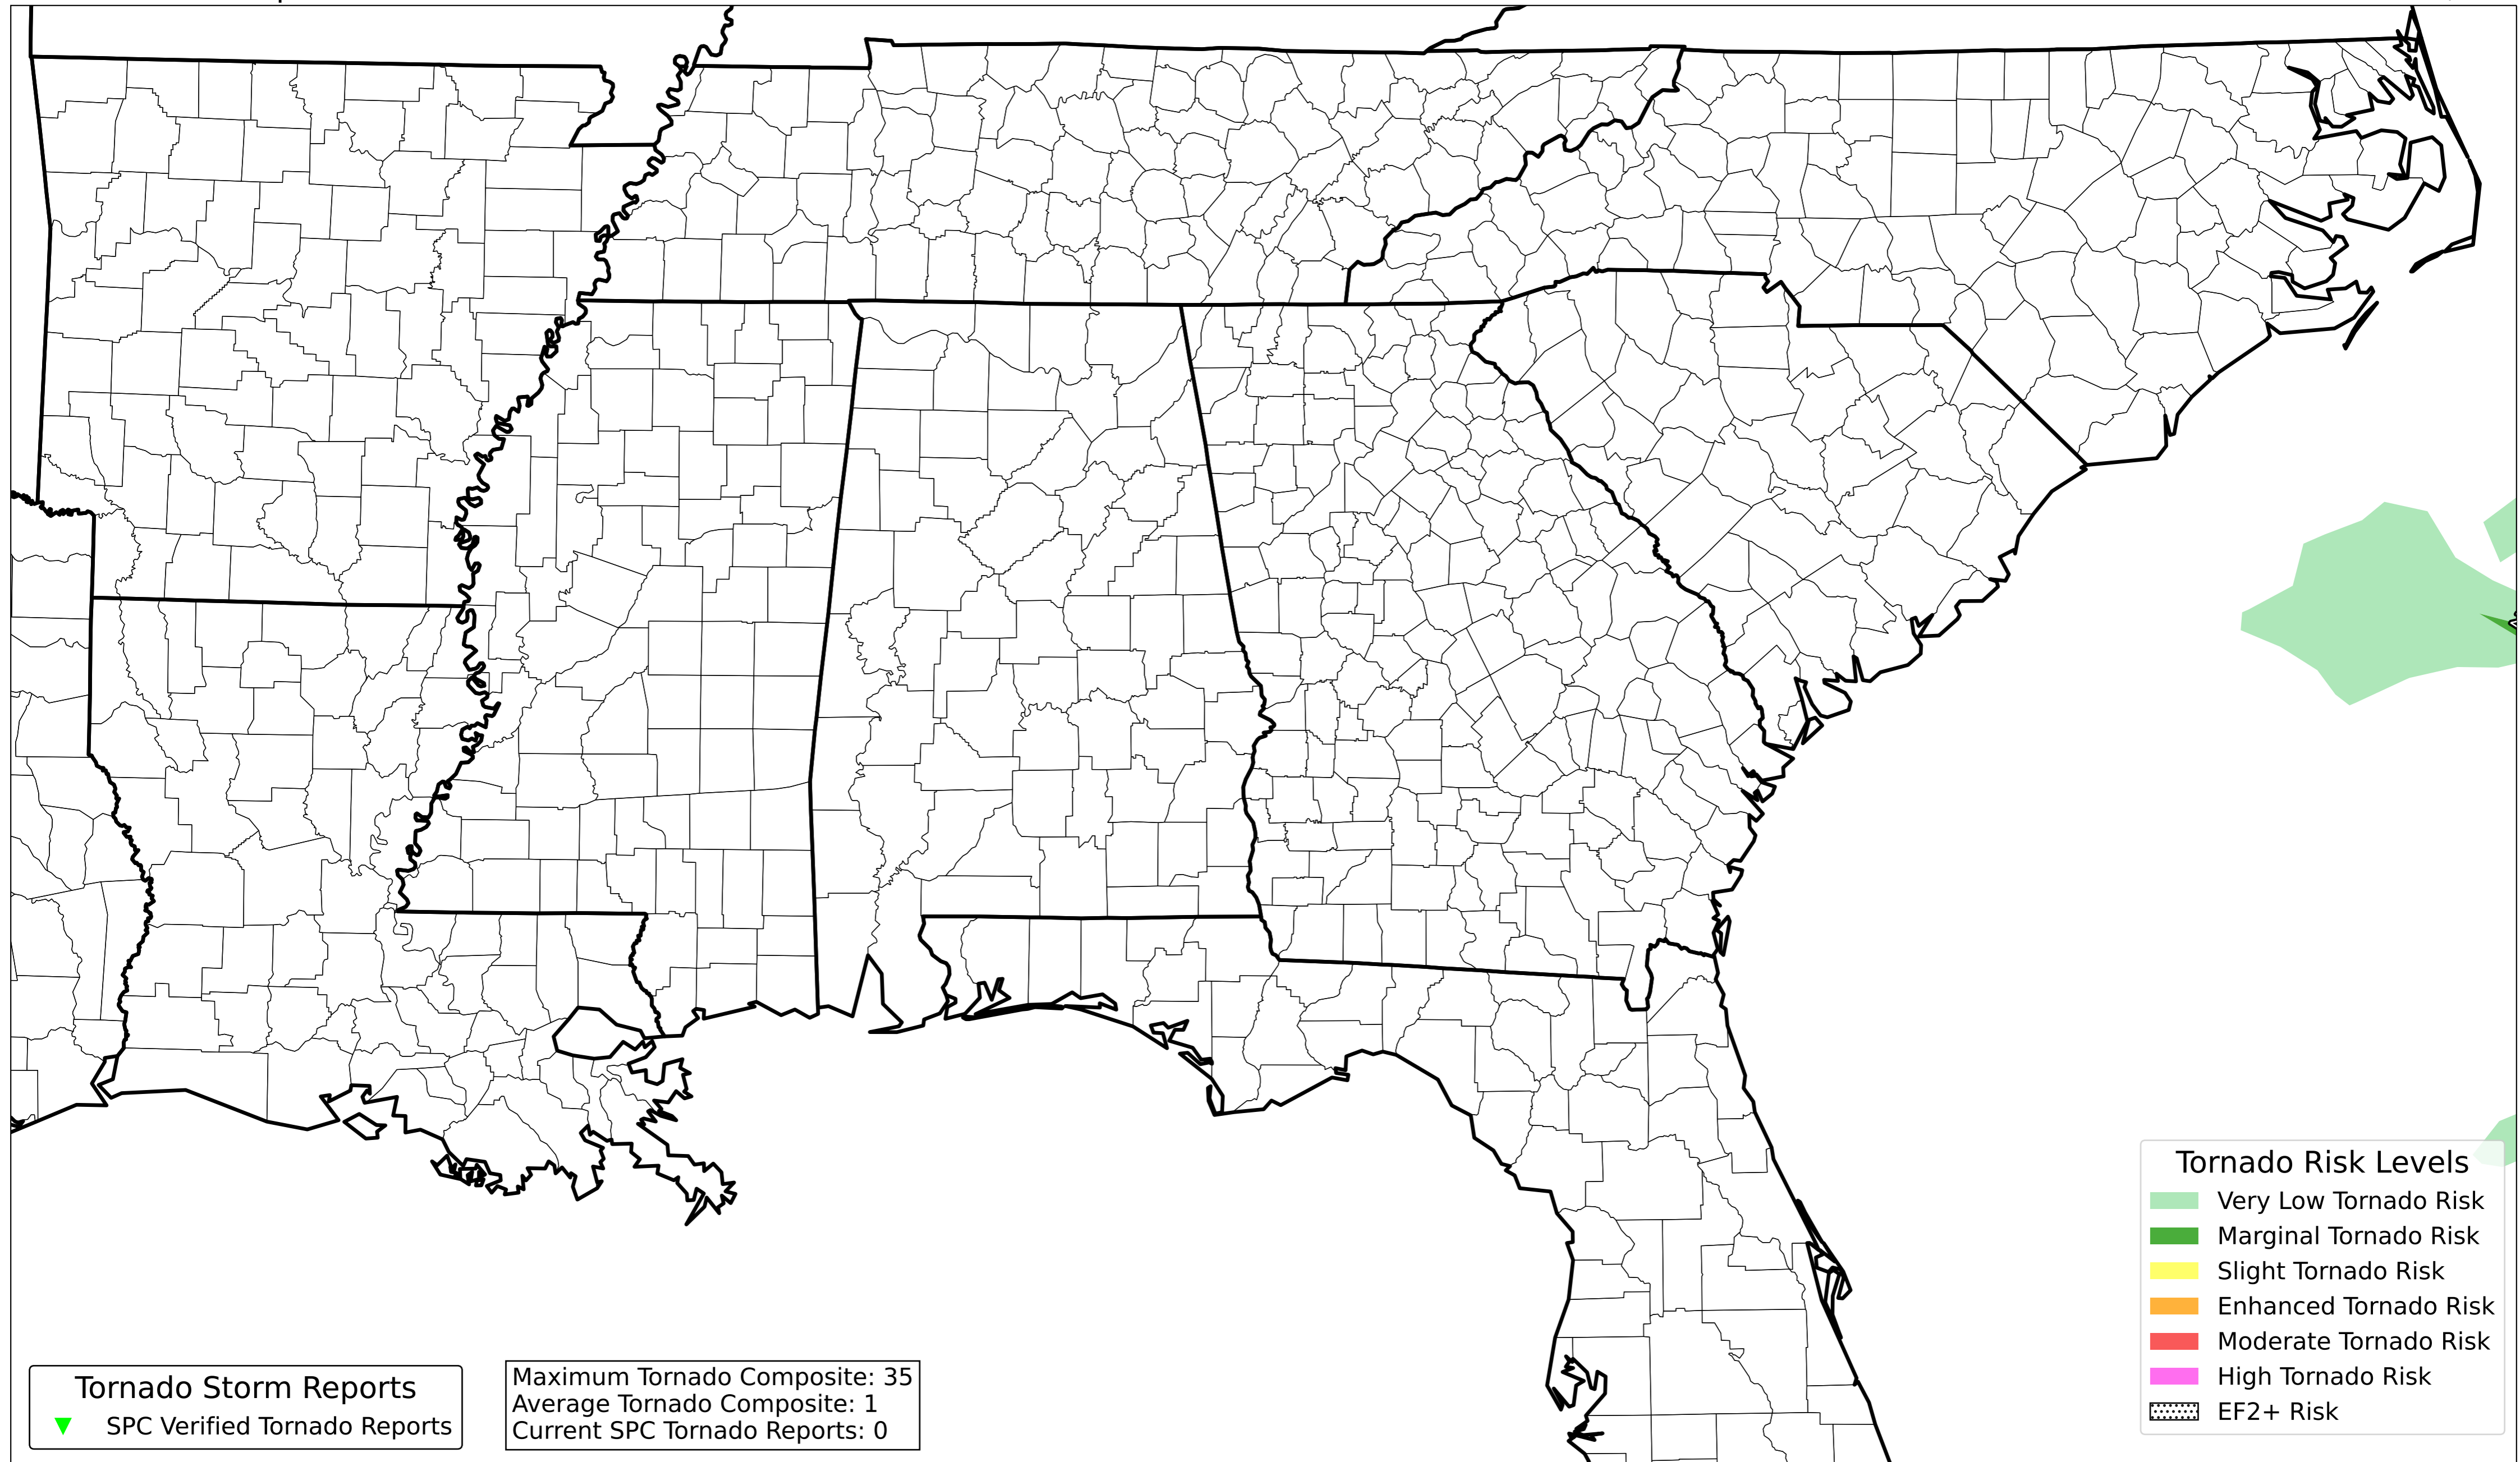 Tornado Storm Reports
SPC Verified Tornado Reports
Maximum Tornado Composite: 35
Average Tornado Composite: 1
Current SPC Tornado Reports: 0
Tornado Risk Levels
Very Low Tornado Risk
Marginal Tornado Risk
Slight Tornado Risk
Enhanced Tornado Risk
Moderate Tornado Risk
High Tornado Risk
EF2+ Risk